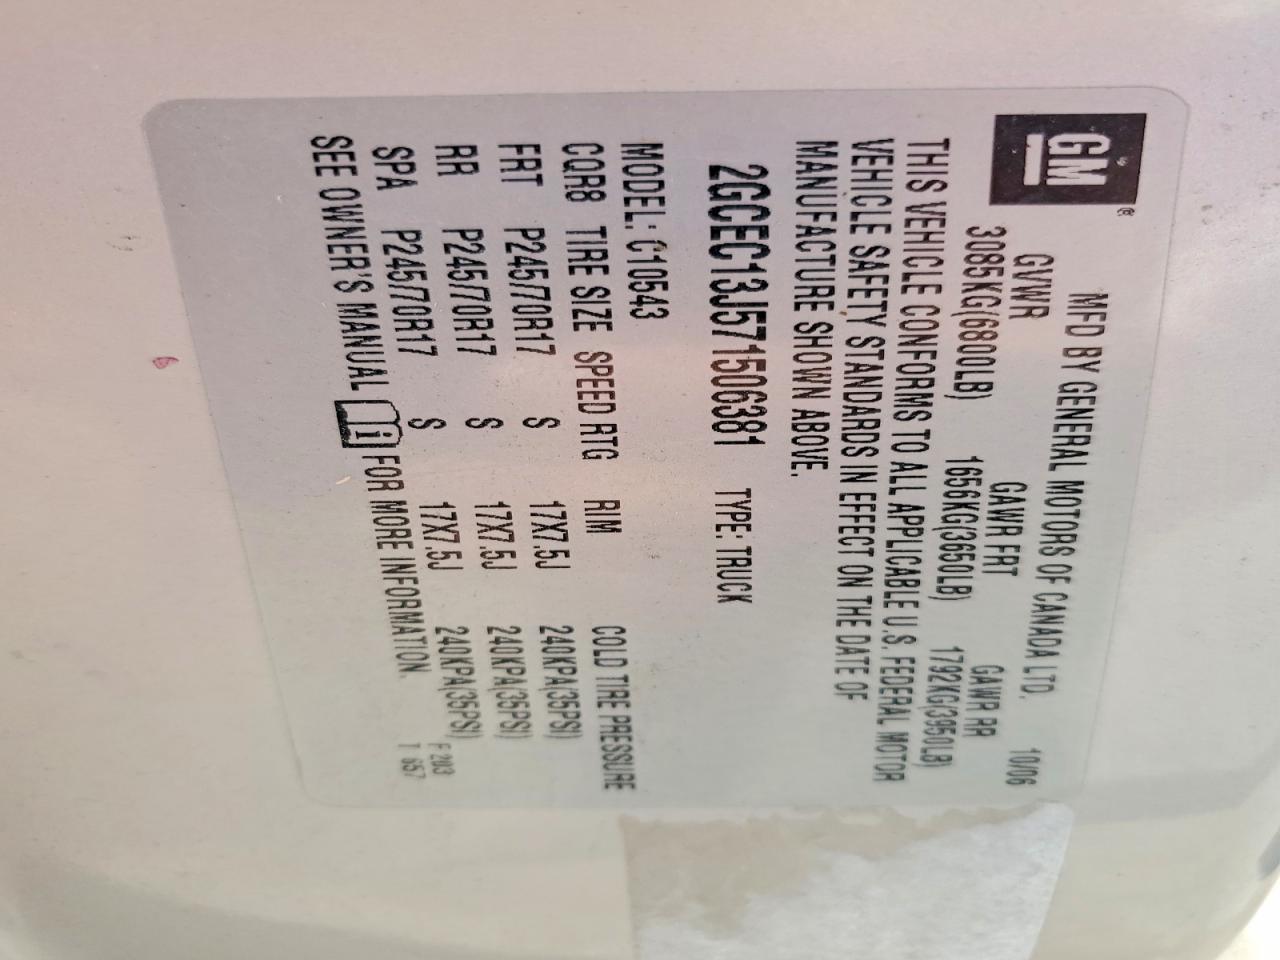 GM®
MFD BY GENERAL MOTORS OF CANADA LTD. 10/06
GVWR GAWR FRT GAWR RR
3085KG(6800LB) 1656KG(3650LB) 1792KG(3950LB)
THIS VEHICLE CONFORMS TO ALL APPLICABLE U.S. FEDERAL MOTOR
VEHICLE SAFETY STANDARDS IN EFFECT ON THE DATE OF
MANUFACTURE SHOWN ABOVE.
2GCEC13J571506381 TYPE: TRUCK
MODEL: C10543
CQR8 TIRE SIZE SPEED RTG RIM COLD TIRE PRESSURE
FRT P245/70R17 S 17X7.5J 240KPA(35PSI)
RR P245/70R17 S 17X7.5J 240KPA(35PSI)
SPA P245/70R17 S 17X7.5J 240KPA(35PSI)
SEE OWNER'S MANUAL i FOR MORE INFORMATION.
F
T